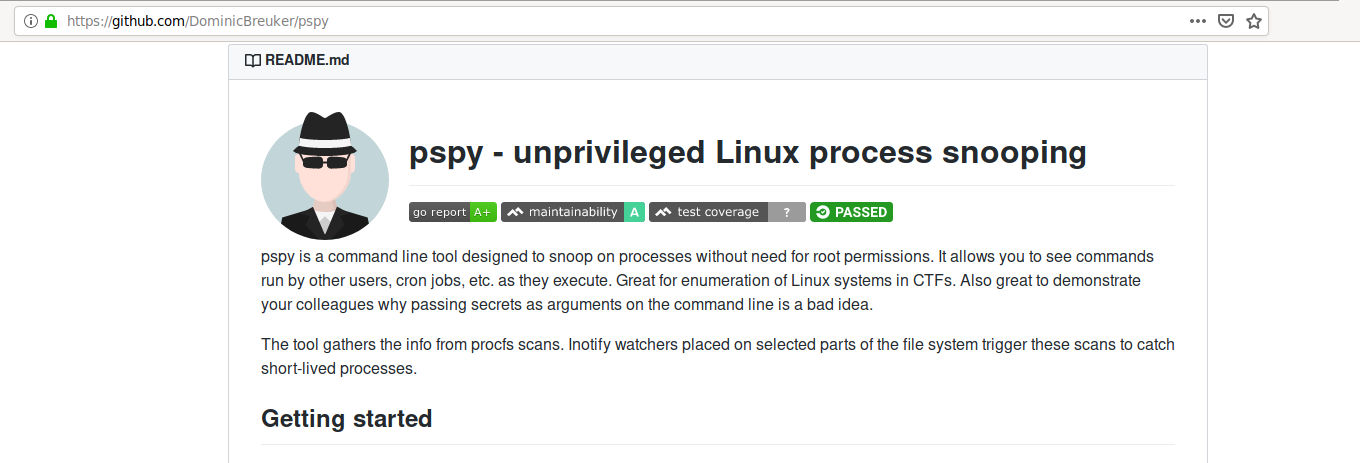 https://github.com/DominicBreuker/pspy
README.md
pspy - unprivileged Linux process snooping
go report A+ maintainability A test coverage ? PASSED
pspy is a command line tool designed to snoop on processes without need for root permissions. It allows you to see commands
run by other users, cron jobs, etc. as they execute. Great for enumeration of Linux systems in CTFs. Also great to demonstrate
your colleagues why passing secrets as arguments on the command line is a bad idea.
The tool gathers the info from procfs scans. Inotify watchers placed on selected parts of the file system trigger these scans to catch
short-lived processes.
Getting started